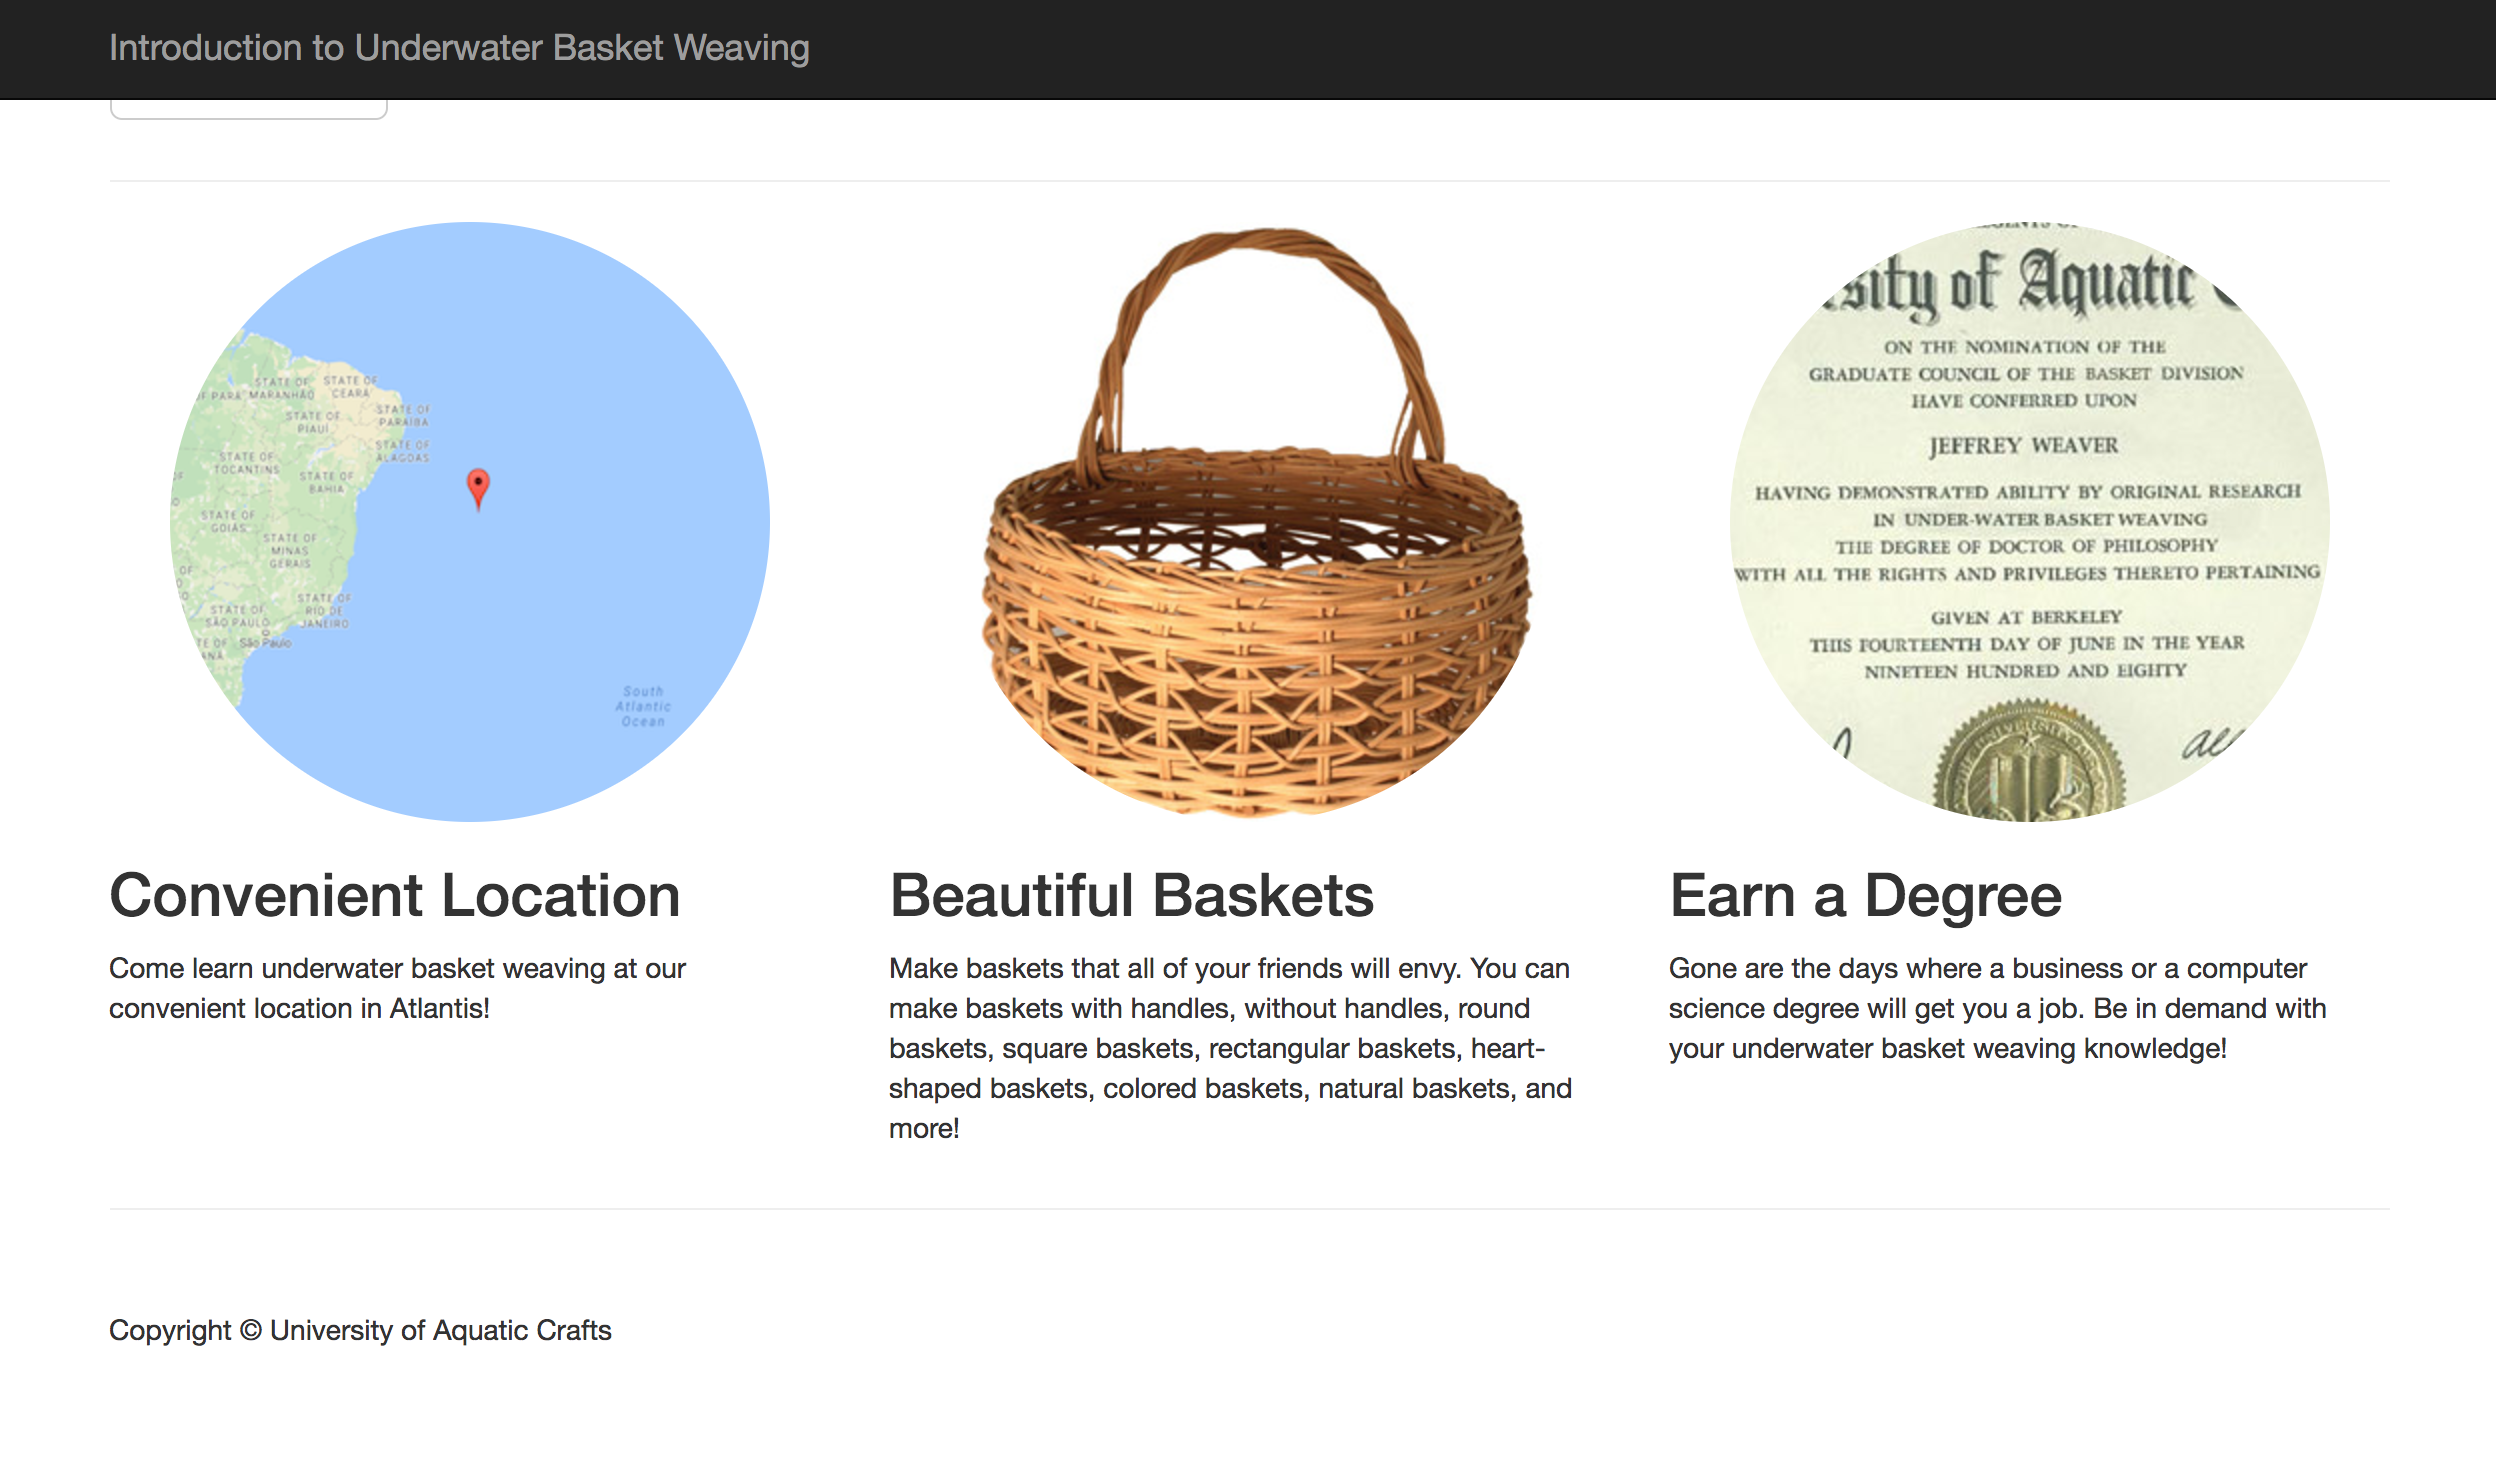 Introduction to Underwater Basket Weaving
STATE OF MARANHÃO
STATE OF CEARÁ
STATE OF PIAUÍ
STATE OF PARAÍBA
STATE OF ALAGOAS
STATE OF TOCANTINS
STATE OF BAHIA
STATE OF GOIÁS
STATE OF MINAS GERAIS
STATE OF RIO DE JANEIRO
STATE OF SÃO PAULO
São Paulo
South
Atlantic
Ocean
sity of Aquatic
ON THE NOMINATION OF THE
GRADUATE COUNCIL OF THE BASKET DIVISION
HAVE CONFERRED UPON
JEFFREY WEAVER
HAVING DEMONSTRATED ABILITY BY ORIGINAL RESEARCH
IN UNDER-WATER BASKET WEAVING
THE DEGREE OF DOCTOR OF PHILOSOPHY
WITH ALL THE RIGHTS AND PRIVILEGES THERETO PERTAINING
GIVEN AT BERKELEY
THIS FOURTEENTH DAY OF JUNE IN THE YEAR
NINETEEN HUNDRED AND EIGHTY
Convenient Location
Come learn underwater basket weaving at our
convenient location in Atlantis!
Beautiful Baskets
Make baskets that all of your friends will envy. You can
make baskets with handles, without handles, round
baskets, square baskets, rectangular baskets, heart-
shaped baskets, colored baskets, natural baskets, and
more!
Earn a Degree
Gone are the days where a business or a computer
science degree will get you a job. Be in demand with
your underwater basket weaving knowledge!
Copyright © University of Aquatic Crafts